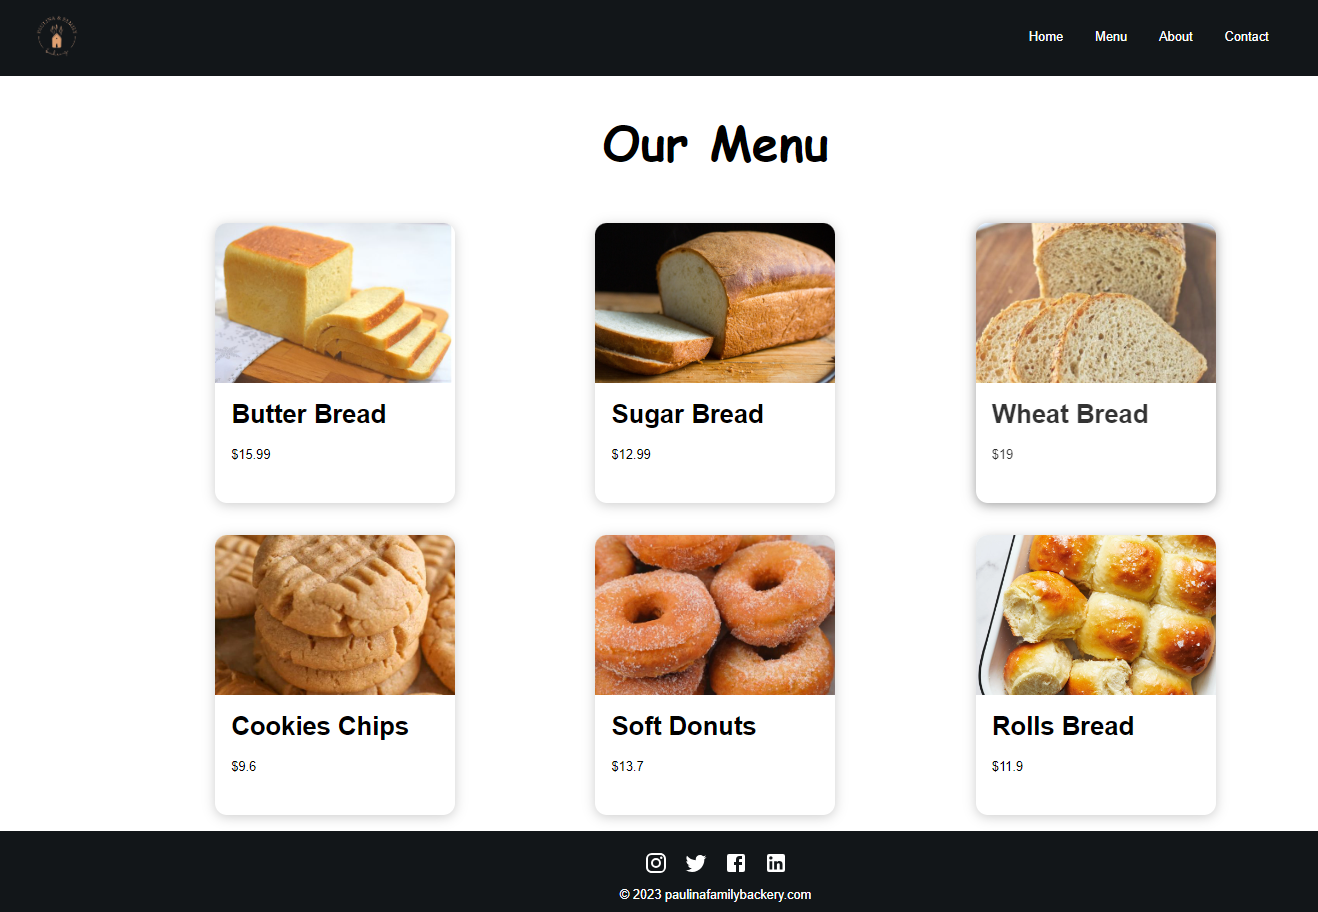 Home Menu About Contact
Our Menu
Butter Bread
$15.99
Sugar Bread
$12.99
Wheat Bread
$19
Cookies Chips
$9.6
Soft Donuts
$13.7
Rolls Bread
$11.9
© 2023 paulinafamilybackery.com